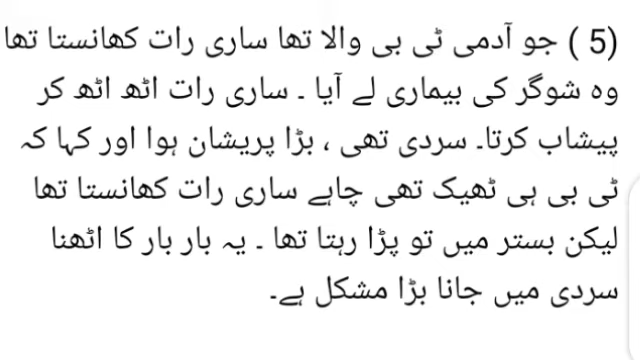 (5 ) جو آدمی ٹی بی والا تھا ساری رات کھانستا تھا
وہ شوگر کی بیماری لے آیا ۔ ساری رات اٹھ اٹھ کر
پیشاب کرتا۔ سردی تھی ، بڑا پریشان ہوا اور کہا کہ
ٹی بی ہی ٹھیک تھی چاہے ساری رات کھانستا تھا
لیکن بستر میں تو پڑا رہتا تھا ۔ یہ بار بار کا اٹھنا
سردی میں جانا بڑا مشکل ہے۔